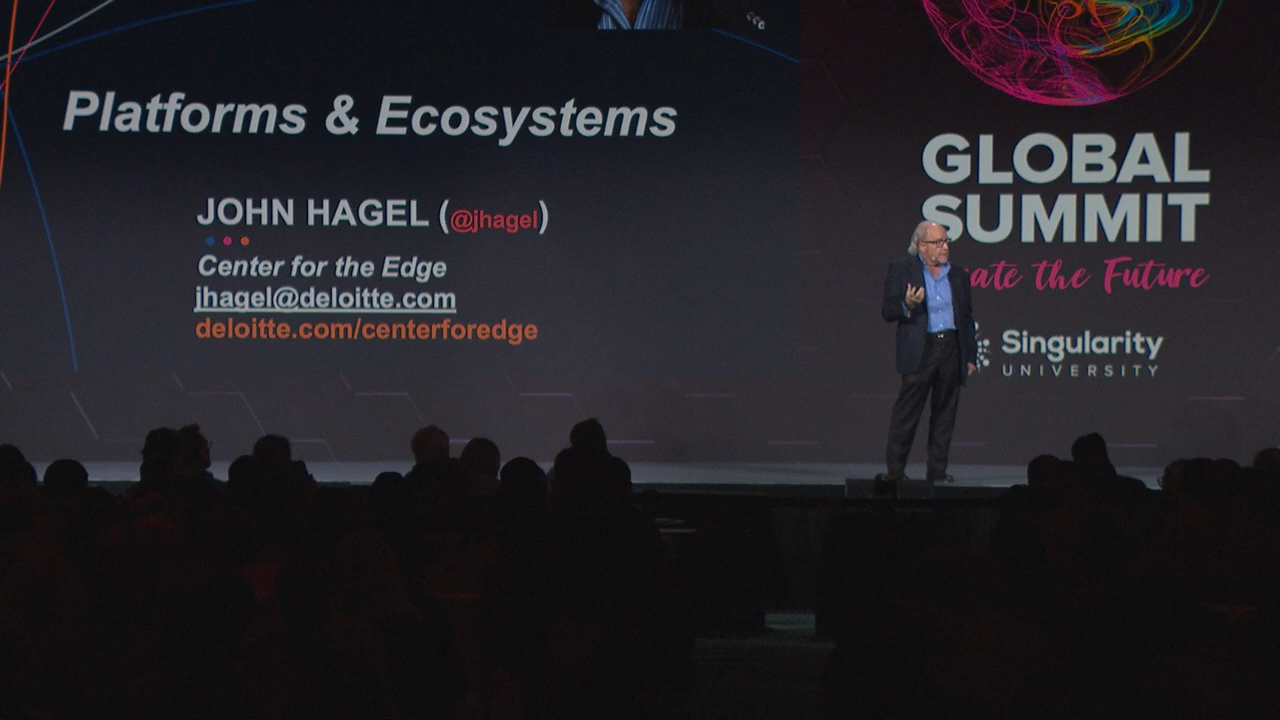 Platforms & Ecosystems
JOHN HAGEL (@jhagel)
Center for the Edge
jhagel@deloitte.com
deloitte.com/centerforedge
GLOBAL
SUMMIT
the Future
Singularity
UNIVERSITY